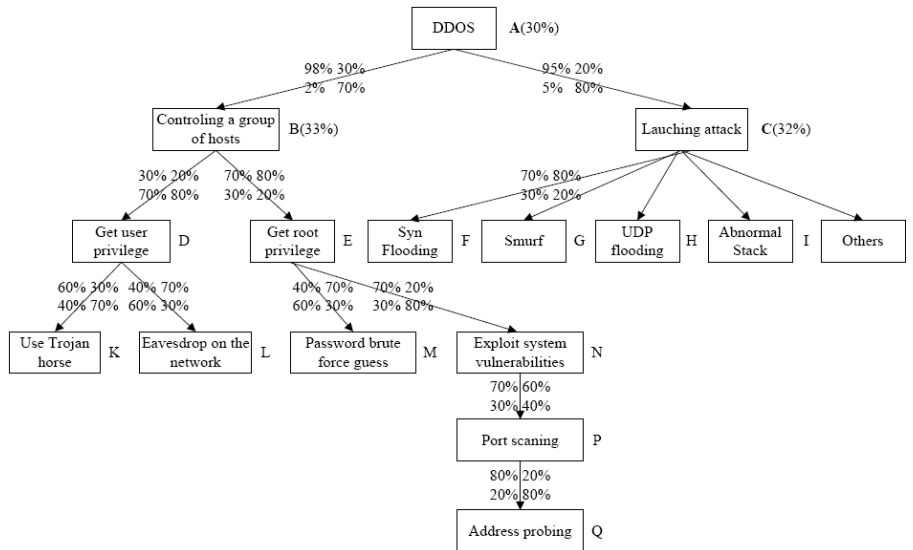 DDOS A(30%)
98% 30% 95% 20%
2% 70% 5% 80%
Controling a group
of hosts
B(33%)
Lauching attack
C(32%)
30% 20% 70% 80% 70% 80%
70% 80% 30% 20% 30% 20%
Get user
privilege
D
Get root
privilege
E
Syn
Flooding
F
Smurf
G
UDP
flooding
H
Abnormal
Stack
I
Others
60% 30% 40% 70% 40% 70% 70% 20%
40% 70% 60% 30% 60% 30% 30% 80%
Use Trojan
horse
K
Eavesdrop on the
network
L
Password brute
force guess
M
Exploit system
vulnerabilities
N
70% 60%
30% 40%
Port scaning
P
80% 20%
20% 80%
Address probing
Q